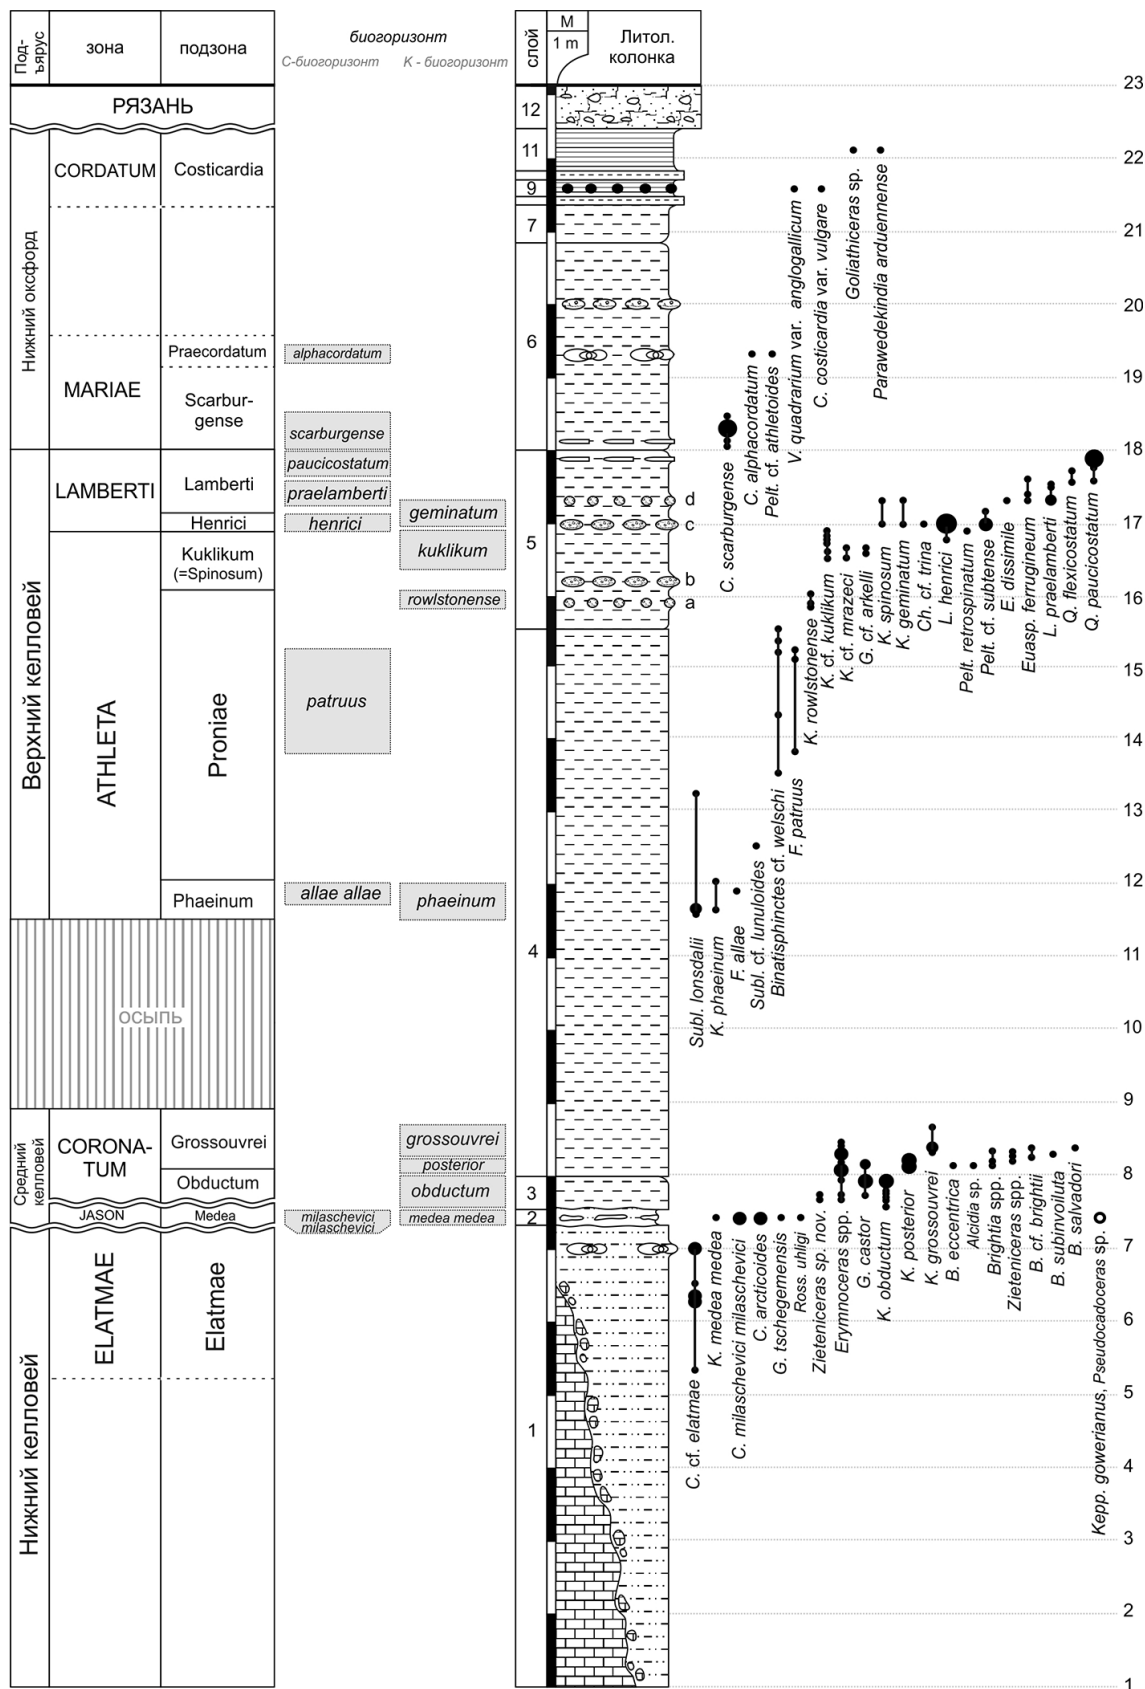 Под-
ъярус
зона
подзона
биогоризонт
С-биогоризонт
К - биогоризонт
слой
М
1 m
Литол.
колонка
РЯЗАНЬ
Нижний оксфорд
CORDATUM
Costicardia
MARIAE
Praecordatum
Scarbur-
gense
alphacordatum
scarburgense
Верхний келловей
LAMBERTI
Lamberti
Henrici
paucicostatum
praelamberti
henrici
geminatum
ATHLETA
Kuklikum
(=Spinosum)
kuklikum
rowlstonense
Proniae
patruus
Phaeinum
allae allae
phaeinum
осыпь
Средний
келловей
CORONA-
TUM
Grossouvrei
Obductum
grossouvrei
posterior
obductum
JASON
Medea
milaschevici
milaschevici
medea medea
Нижний келловей
ELATMAE
Elatmae
12
11
9
7
6
5
4
3
2
1
d
c
b
a
23
22
21
20
19
18
17
16
15
14
13
12
11
10
9
8
7
6
5
4
3
2
1
C. cf. elatmae
K. medea medea
C. milaschevici milaschevici
C. arcticoides
G. tschegemensis
Ross. uhligi
Zieteniceras sp. nov.
Erymnoceras spp.
G. castor
K. obductum
K. posterior
K. grossouvrei
B. eccentrica
Alcidia sp.
Brightia spp.
Zieteniceras spp.
B. cf. brightii
B. subinvoluta
B. salvadori
Kepp. gowerianus, Pseudocadoceras sp.
Subl. lonsdalii
K. phaeinum
F. allae
Subl. cf. lunuloides
Binatisphinctes cf. welschi
F. patruus
K. rowlstonense
K. cf. kuklikum
K. cf. mrazeci
G. cf. arkelli
K. spinosum
K. geminatum
Ch. cf. trina
L. henrici
Pelt. retrospinatum
Pelt. cf. subtense
E. dissimile
Euasp. ferrugineum
L. praelamberti
Q. flexicostatum
Q. paucicostatum
C. scarburgense
C. alphacordatum
Pelt. cf. athletoides
V. quadrarium var. anglogallicum
C. costicardia var. vulgare
Goliathiceras sp.
Parawedekindia arduennense